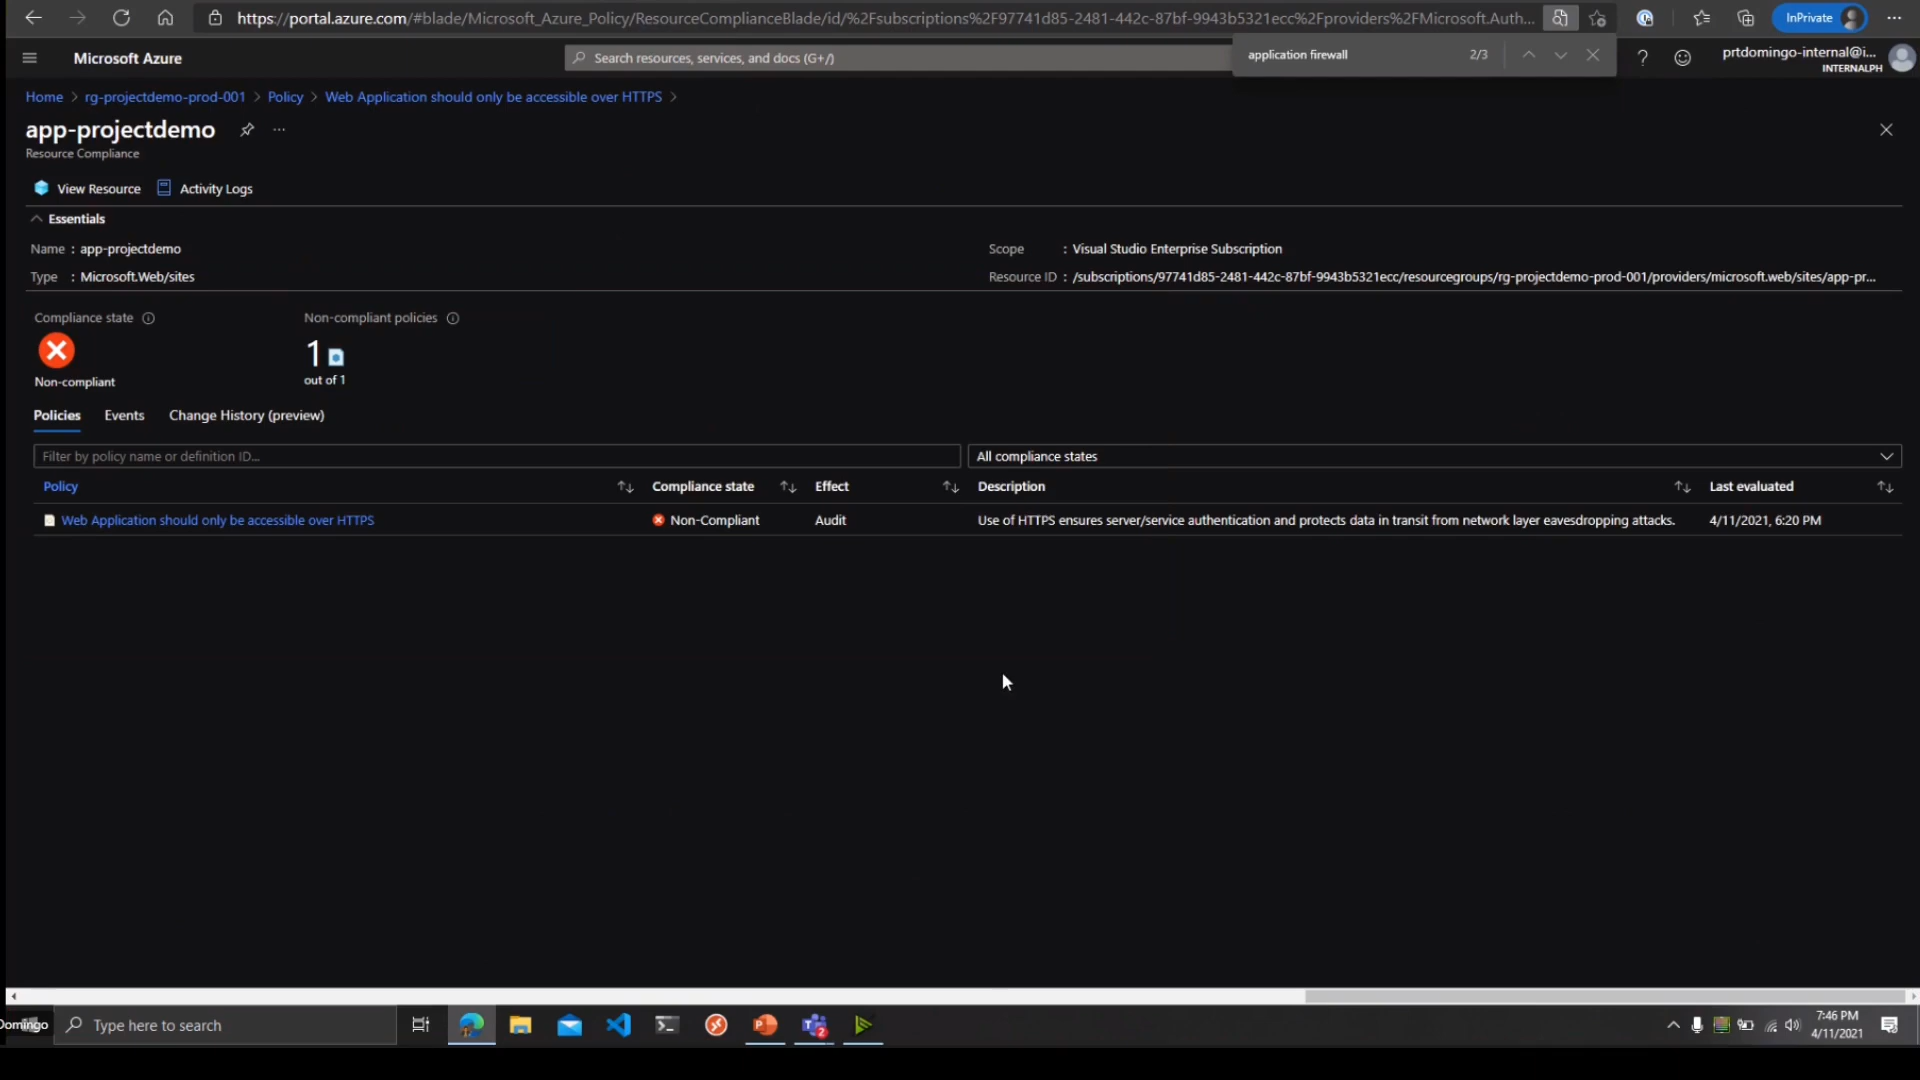 https://portal.azure.com/#blade/Microsoft_Azure_Policy/ResourceComplianceBlade/id/%2Fsubscriptions%2F97741d85-2481-442c-87bf-9943b5321ecc%2Fproviders%2FMicrosoft.Auth...
InPrivate
Microsoft Azure
Search resources, services, and docs (G+/)
application firewall
2/3
prtdomingo-internal@i...
INTERNALPH
Home > rg-projectdemo-prod-001 > Policy > Web Application should only be accessible over HTTPS >
app-projectdemo
Resource Compliance
View Resource
Activity Logs
Essentials
Name : app-projectdemo
Scope : Visual Studio Enterprise Subscription
Type : Microsoft.Web/sites
Resource ID : /subscriptions/97741d85-2481-442c-87bf-9943b5321ecc/resourcegroups/rg-projectdemo-prod-001/providers/microsoft.web/sites/app-pr...
Compliance state
Non-compliant policies
1
Non-compliant
out of 1
Policies
Events
Change History (preview)
Filter by policy name or definition ID...
All compliance states
Policy
Compliance state
Effect
Description
Last evaluated
Web Application should only be accessible over HTTPS
Non-Compliant
Audit
Use of HTTPS ensures server/service authentication and protects data in transit from network layer eavesdropping attacks.
4/11/2021, 6:20 PM
Domingo
Type here to search
2
7:46 PM
4/11/2021